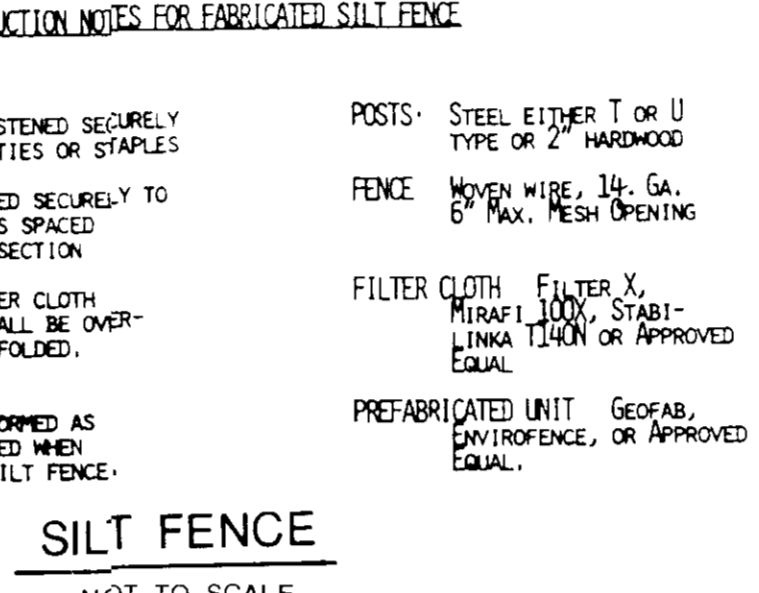 UCTION NOTES FOR FABRICATED SILT FENCE
STENED SECURELY
TIES OR STAPLES
ED SECURELY TO
S SPACED
SECTION
ER CLOTH
ALL BE OVER-
FOLDED.
ORMED AS
ED WHEN
ILT FENCE.
POSTS. STEEL EITHER T OR U
TYPE OR 2" HARDWOOD
FENCE WOVEN WIRE, 14. GA.
6" MAX. MESH OPENING
FILTER CLOTH FILTER X,
MIRAFI 100X, STABI-
LINKA T140N OR APPROVED
EQUAL
PREFABRICATED UNIT GEOFAB,
ENVIROFENCE, OR APPROVED
EQUAL.
SILT FENCE
NOT TO SCALE